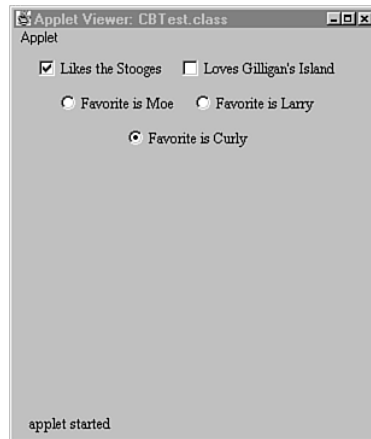 Applet Viewer: CBTest.class
Applet
Likes the Stooges Loves Gilligan's Island
Favorite is Moe Favorite is Larry
Favorite is Curly
applet started